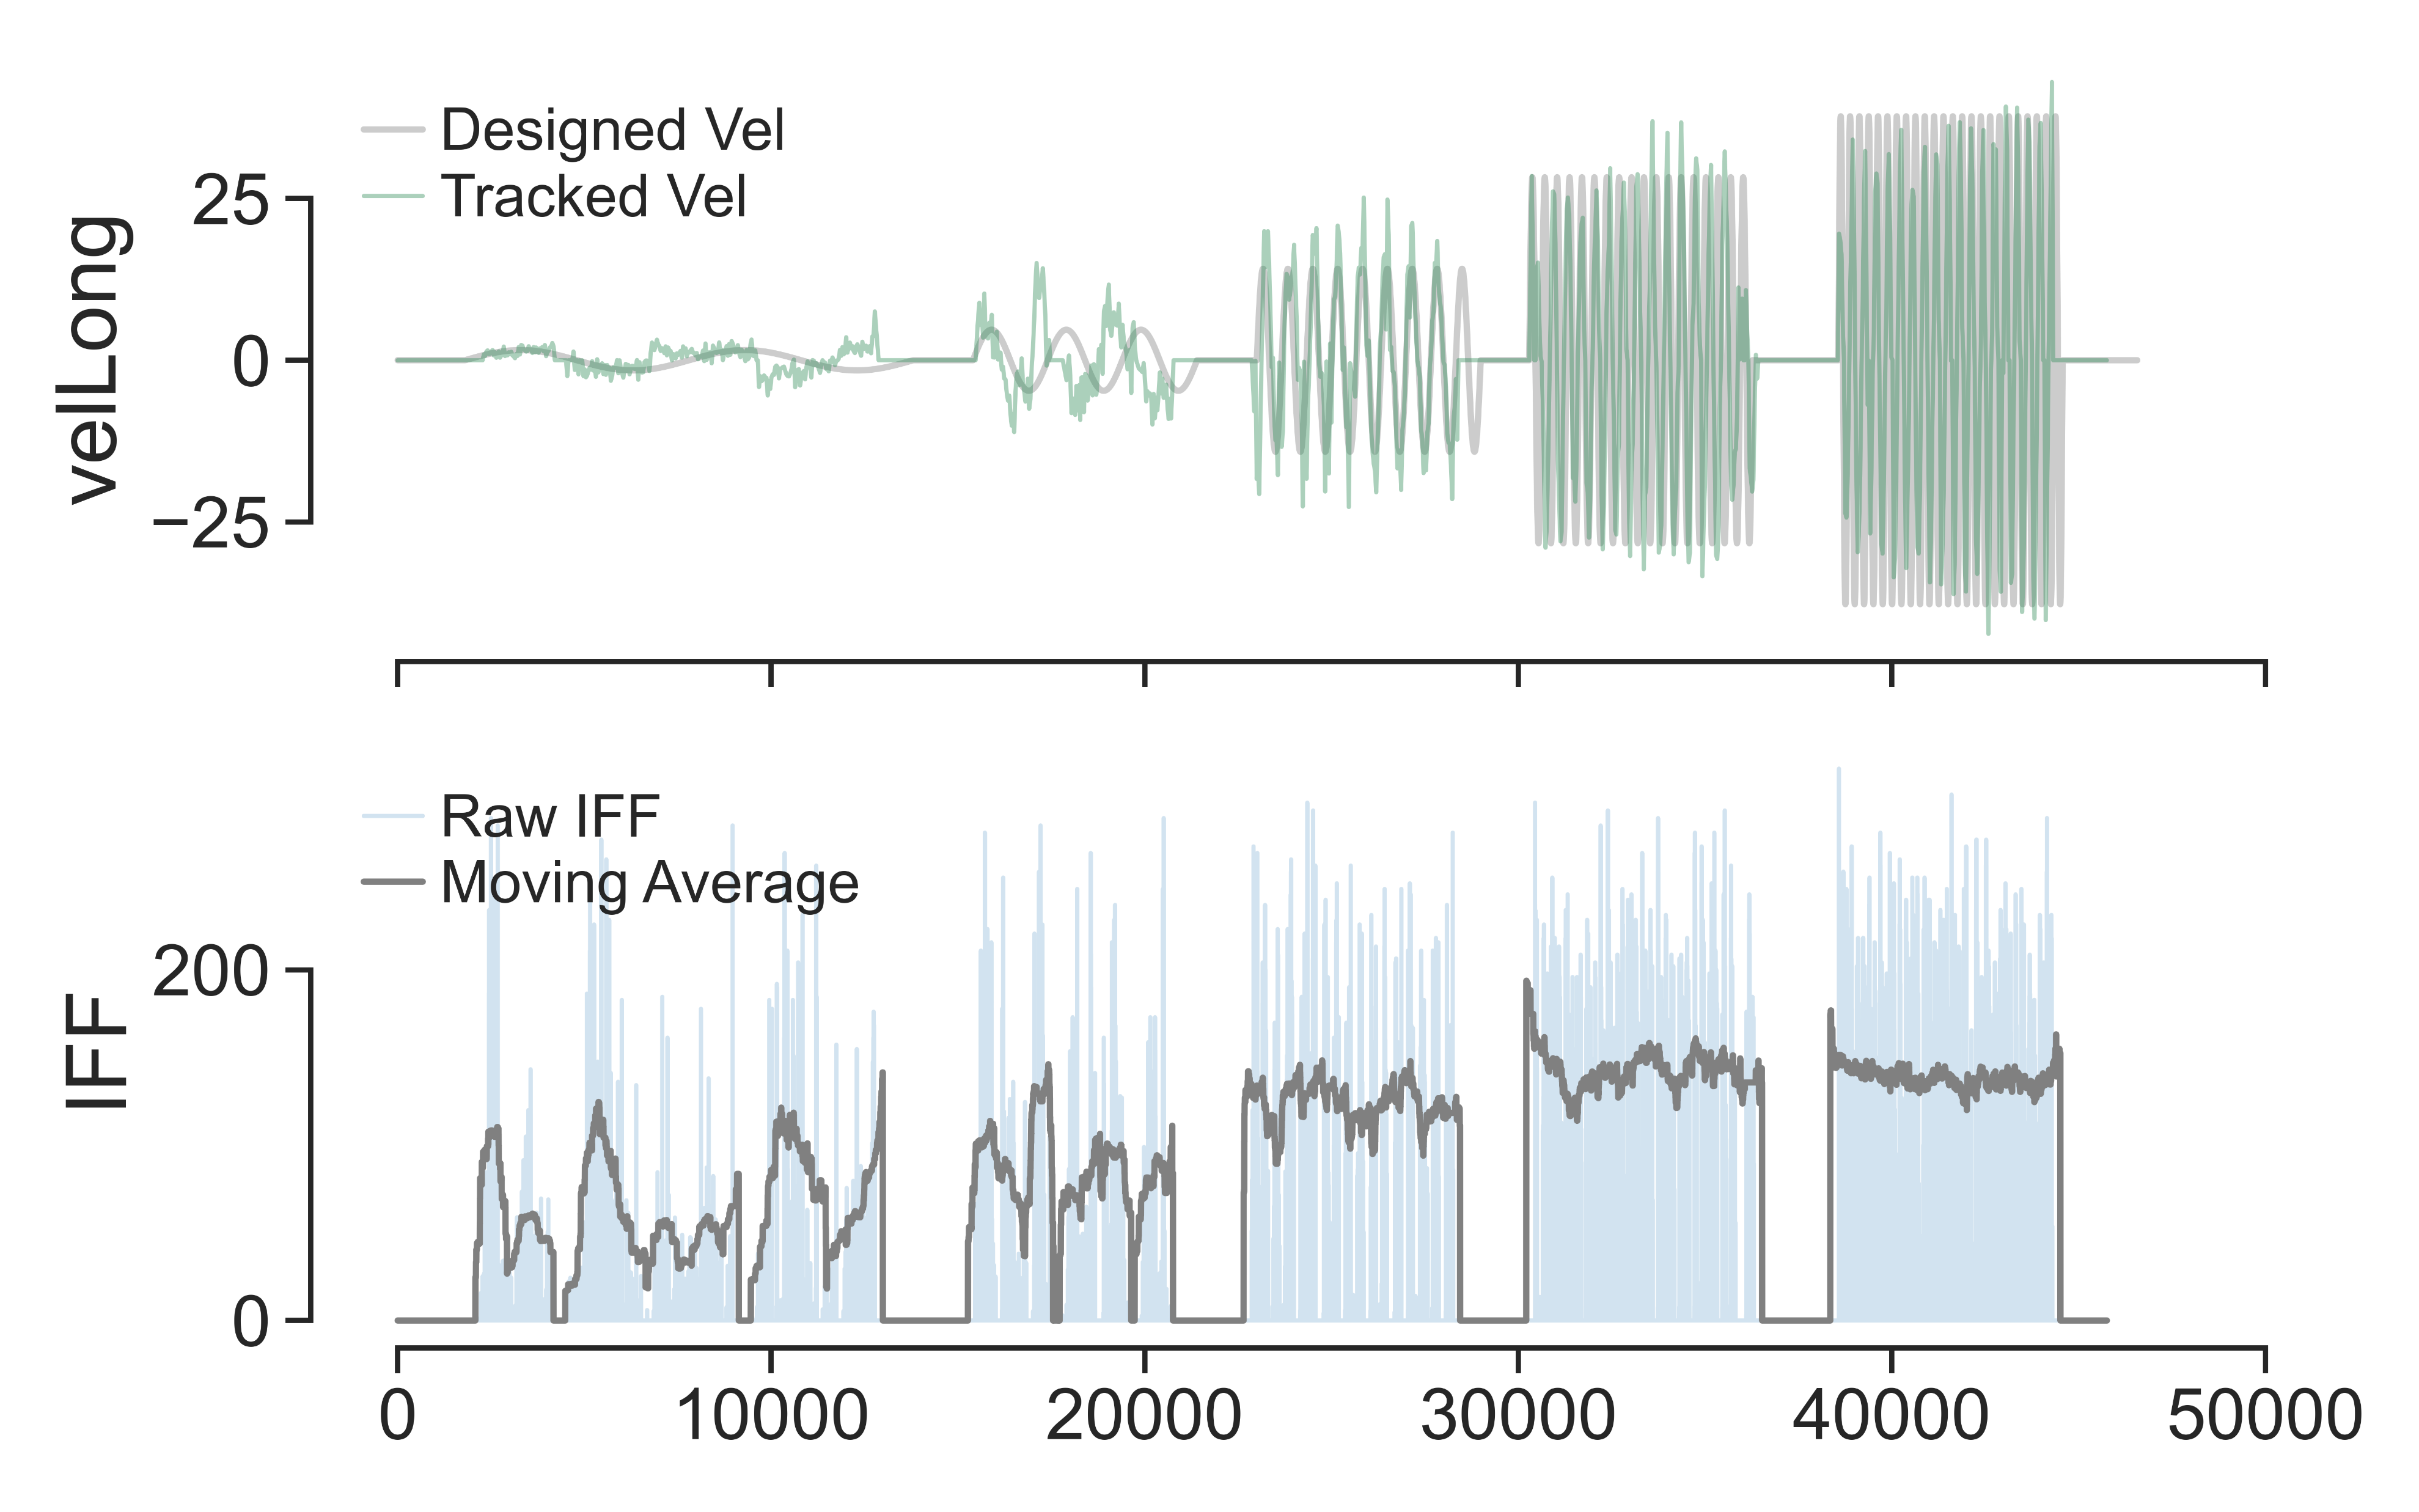 Designed Vel
Tracked Vel
velLong
25
0
−25
Raw IFF
Moving Average
IFF
200
0
0 10000 20000 30000 40000 50000